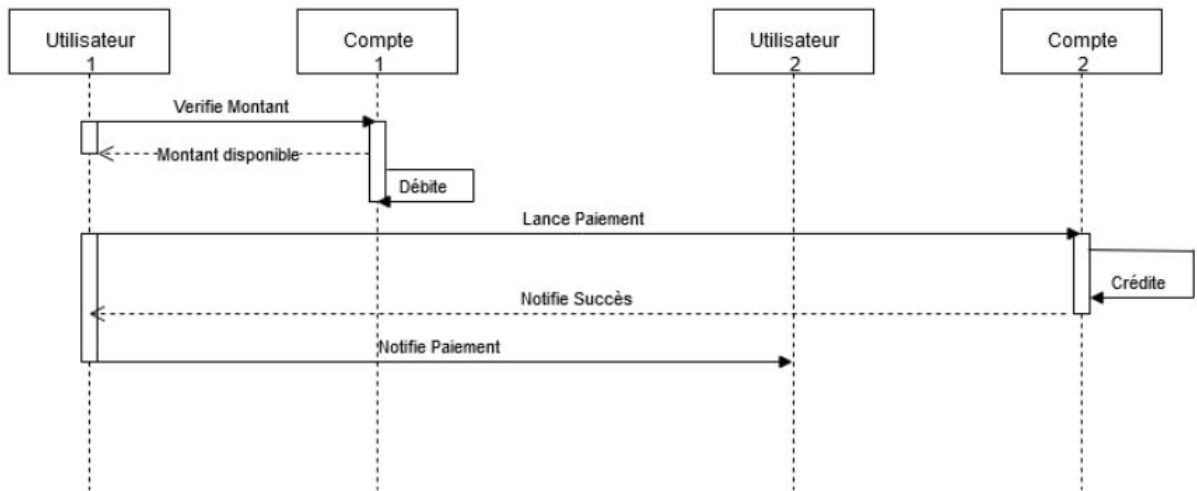 Utilisateur
1
Compte
1
Utilisateur
2
Compte
2
Verifie Montant
Montant disponible
Débite
Lance Paiement
Crédite
Notifie Succès
Notifie Paiement